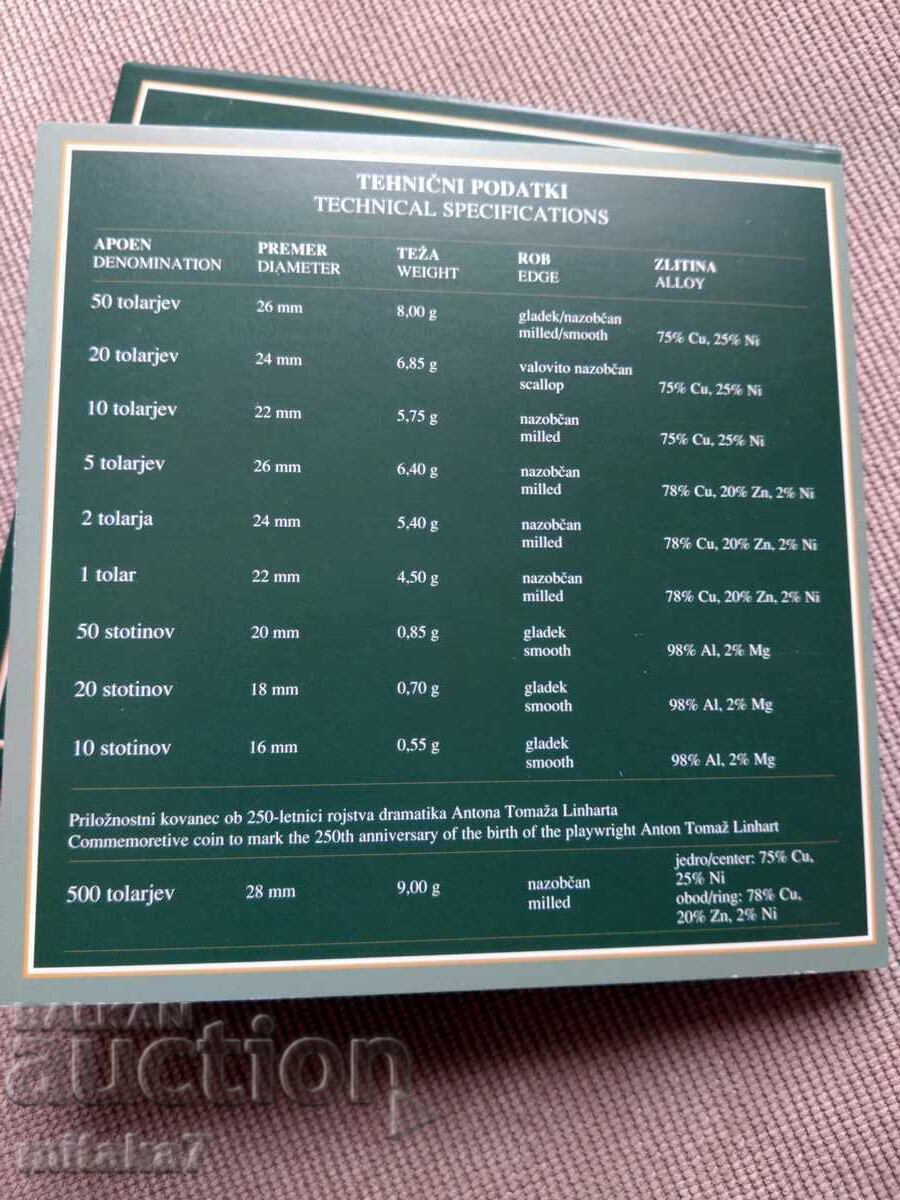 TEHNIČNI PODATKI
TECHNICAL SPECIFICATIONS
APOEN PREMER TEŽA ROB ZLITINA
DENOMINATION DIAMETER WEIGHT EDGE ALLOY
50 tolarjev 26 mm 8,00 g gladek/nazobčan
milled/smooth 75% Cu, 25% Ni
20 tolarjev 24 mm 6,85 g valovito nazobčan
scallop 75% Cu, 25% Ni
10 tolarjev 22 mm 5,75 g nazobčan
milled 75% Cu, 25% Ni
5 tolarjev 26 mm 6,40 g nazobčan
milled 78% Cu, 20% Zn, 2% Ni
2 tolarja 24 mm 5,40 g nazobčan
milled 78% Cu, 20% Zn, 2% Ni
1 tolar 22 mm 4,50 g nazobčan
milled 78% Cu, 20% Zn, 2% Ni
50 stotinov 20 mm 0,85 g gladek
smooth 98% Al, 2% Mg
20 stotinov 18 mm 0,70 g gladek
smooth 98% Al, 2% Mg
10 stotinov 16 mm 0,55 g gladek
smooth 98% Al, 2% Mg
Priložnostni kovanec ob 250-letnici rojstva dramatika Antona Tomaža Linharta
Commemoretive coin to mark the 250th anniversary of the birth of the playwright Anton Tomaž Linhart
500 tolarjev 28 mm 9,00 g nazobčan
milled
jedro/center: 75% Cu,
25% Ni
obod/ring: 78% Cu,
20% Zn, 2% Ni
BALKAN
auction
mitaka7